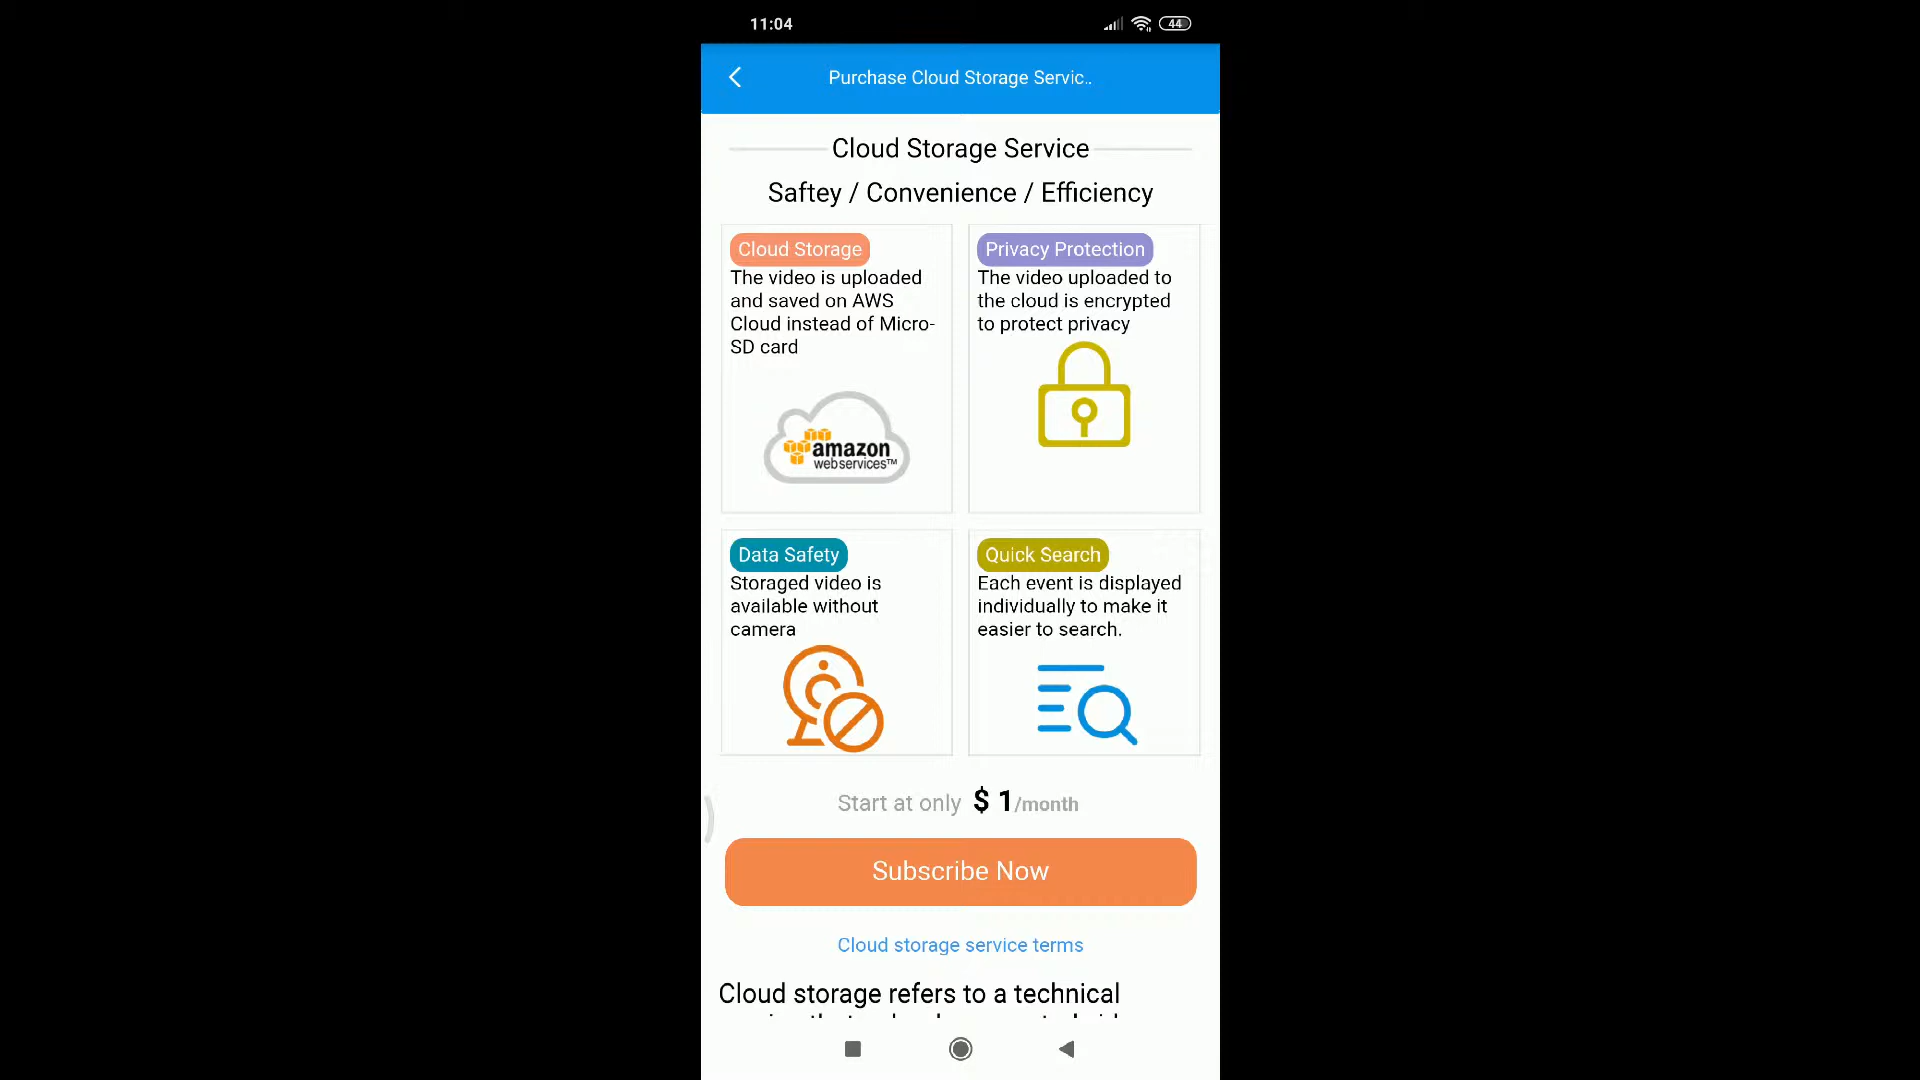 11:04
44
Purchase Cloud Storage Servic..
Cloud Storage Service
Saftey / Convenience / Efficiency
Cloud Storage
The video is uploaded
and saved on AWS
Cloud instead of Micro-
SD card
amazon
webservices™
Privacy Protection
The video uploaded to
the cloud is encrypted
to protect privacy
Data Safety
Storaged video is
available without
camera
Quick Search
Each event is displayed
individually to make it
easier to search.
Start at only $ 1/month
Subscribe Now
Cloud storage service terms
Cloud storage refers to a technical